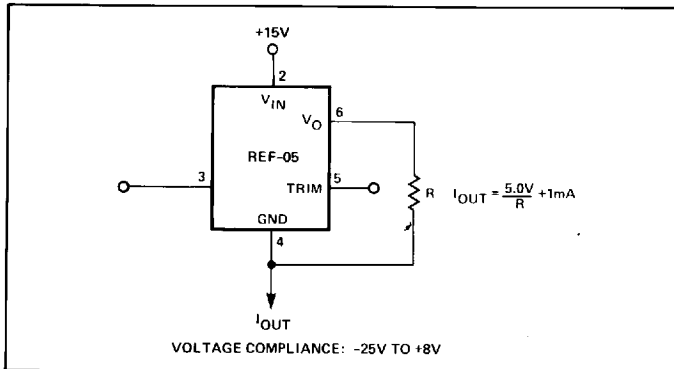 +15V
2
VIN
6
VO
REF-05
3
5
TRIM
R
IOUT = 5.0V/R +1mA
GND
4
IOUT
VOLTAGE COMPLIANCE: -25V TO +8V